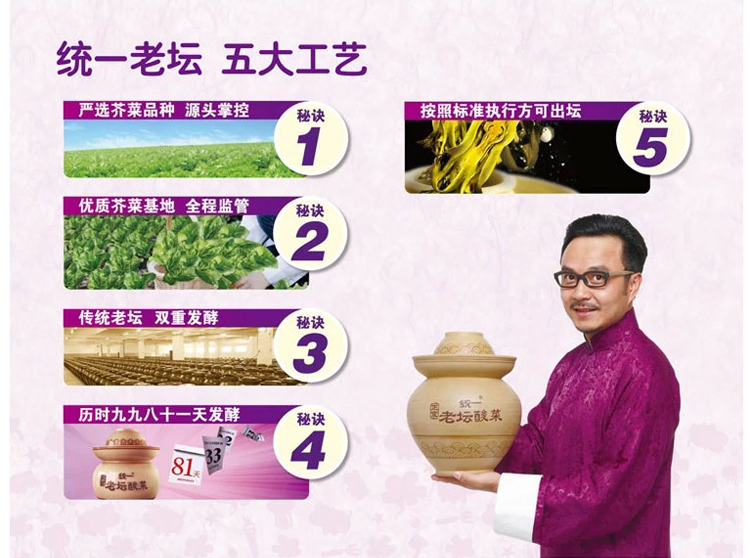 统一老坛 五大工艺
严选芥菜品种 源头掌控
秘诀
1
优质芥菜基地 全程监管
秘诀
2
传统老坛 双重发酵
秘诀
3
历时九九八十一天发酵
秘诀
4
统一
老坛酸菜
81天
33
按照标准执行方可出坛
秘诀
5
统一
老坛酸菜